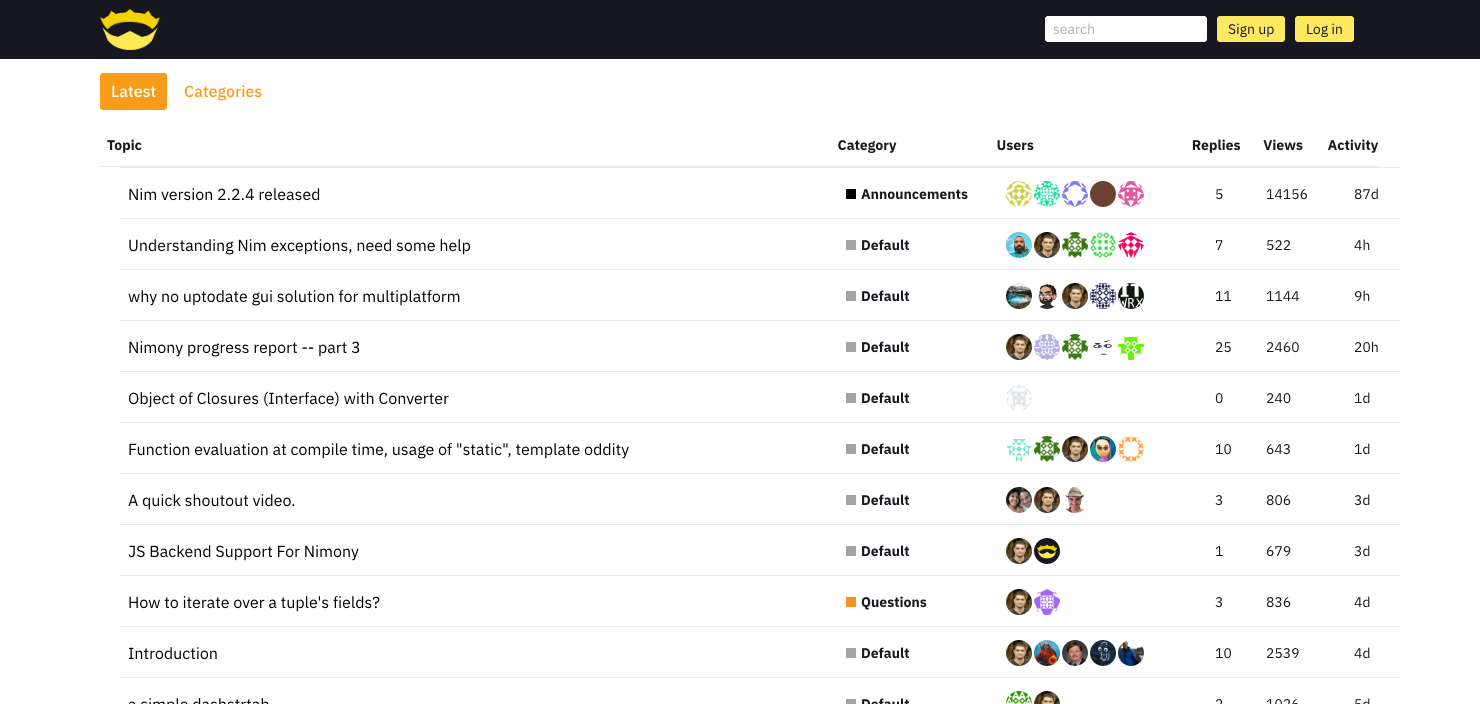 search Sign up Log in
Latest Categories
Topic Category Users Replies Views Activity
Nim version 2.2.4 released Announcements 5 14156 87d
Understanding Nim exceptions, need some help Default 7 522 4h
why no uptodate gui solution for multiplatform Default 11 1144 9h
Nimony progress report -- part 3 Default 25 2460 20h
Object of Closures (Interface) with Converter Default 0 240 1d
Function evaluation at compile time, usage of "static", template oddity Default 10 643 1d
A quick shoutout video. Default 3 806 3d
JS Backend Support For Nimony Default 1 679 3d
How to iterate over a tuple's fields? Questions 3 836 4d
Introduction Default 10 2539 4d
a simple Default 5d